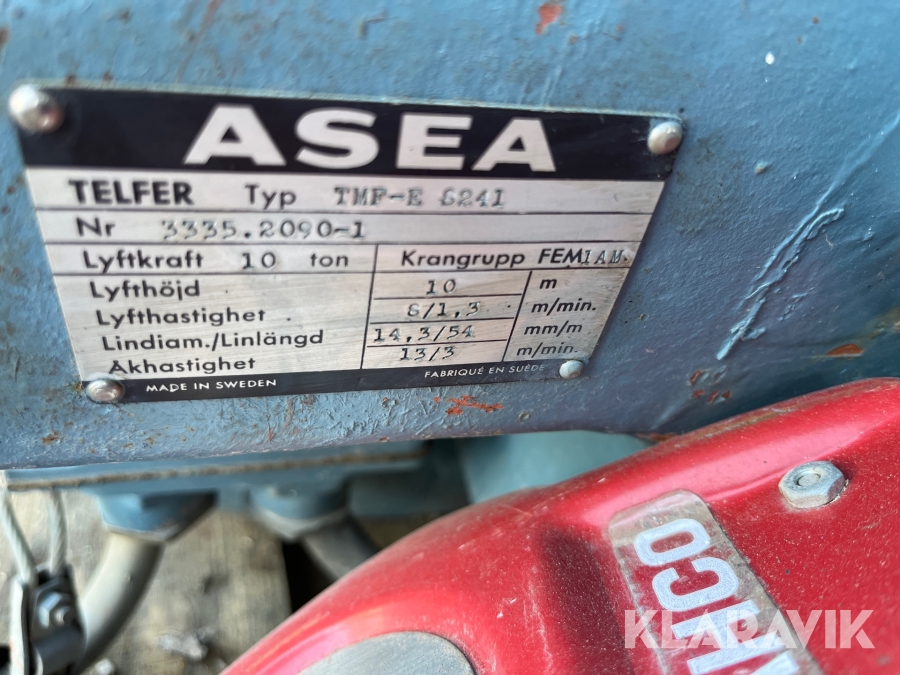 ASEA
TELFER Typ TMF-E 6241
Nr 3335.2090-1
Lyftkraft 10 ton Krangrupp FEM1AM.
Lyfthöjd 10 m
Lyfthastighet 8/1,3 m/min.
Lindiam./Linlängd 14,3/54 mm/m
Åkhastighet 13/3 m/min.
MADE IN SWEDEN FABRIQUÉ EN SUÈDE
KLARAVIK